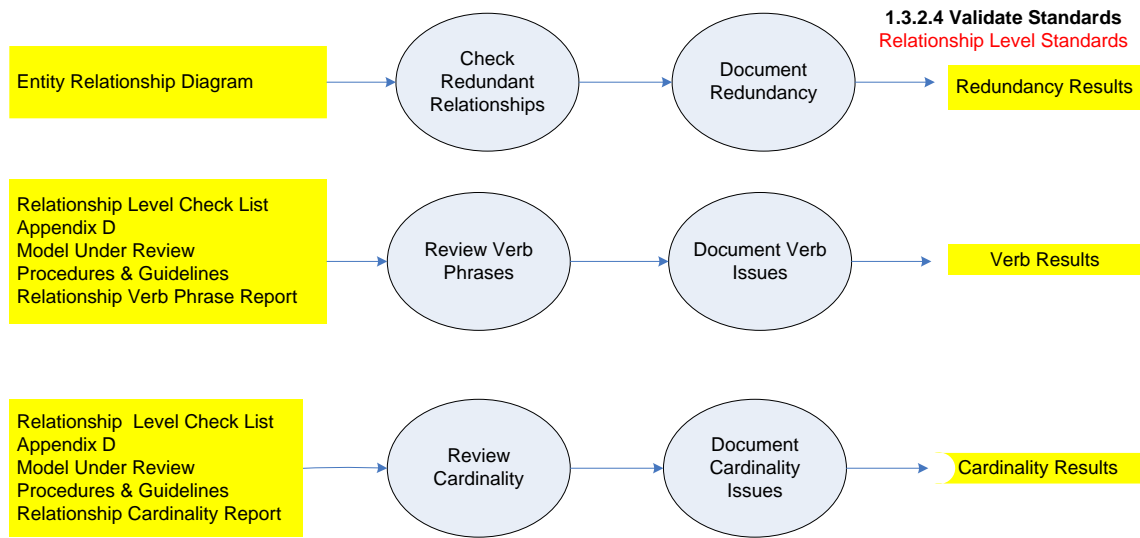 1.3.2.4 Validate Standards
Relationship Level Standards
Entity Relationship Diagram
Check
Redundant
Relationships
Document
Redundancy
Redundancy Results
Relationship Level Check List
Appendix D
Model Under Review
Procedures & Guidelines
Relationship Verb Phrase Report
Review Verb
Phrases
Document Verb
Issues
Verb Results
Relationship  Level Check List
Appendix D
Model Under Review
Procedures & Guidelines
Relationship Cardinality Report
Review
Cardinality
Document
Cardinality
Issues
Cardinality Results